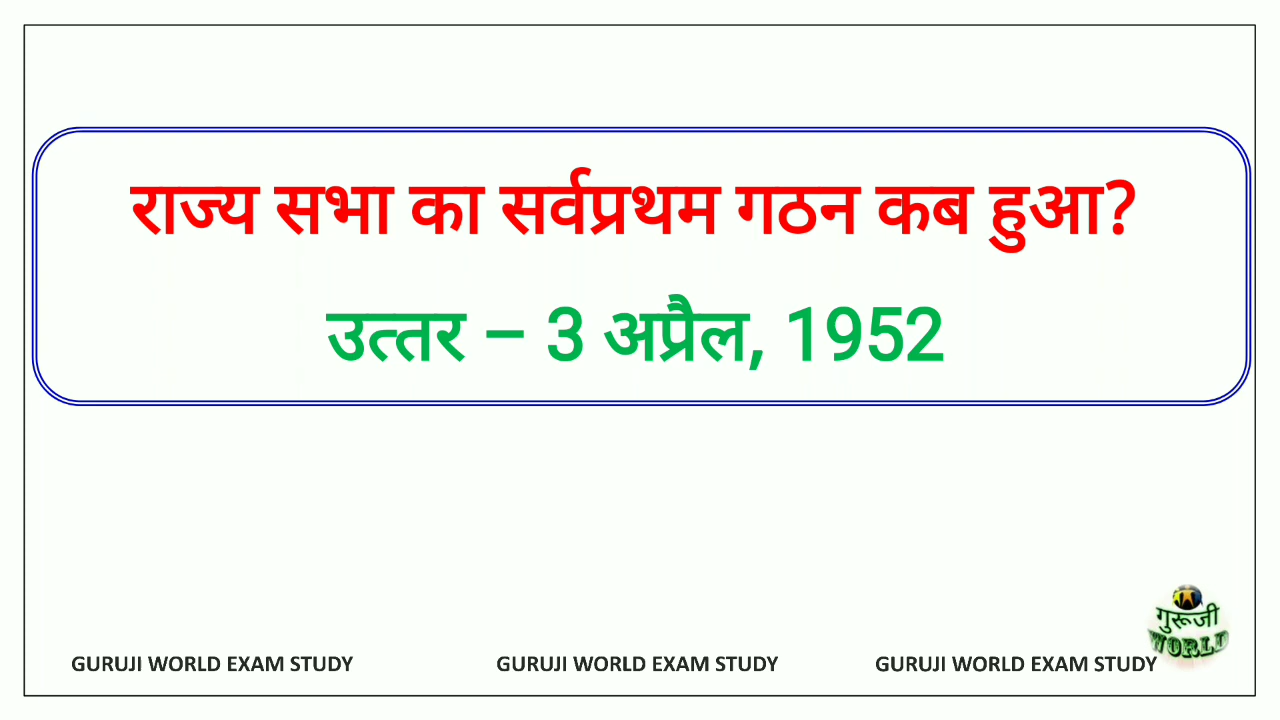 राज्य सभा का सर्वप्रथम गठन कब हुआ?
उत्तर – 3 अप्रैल, 1952
गुरूजी
WORLD
GURUJI WORLD EXAM STUDY GURUJI WORLD EXAM STUDY GURUJI WORLD EXAM STUDY